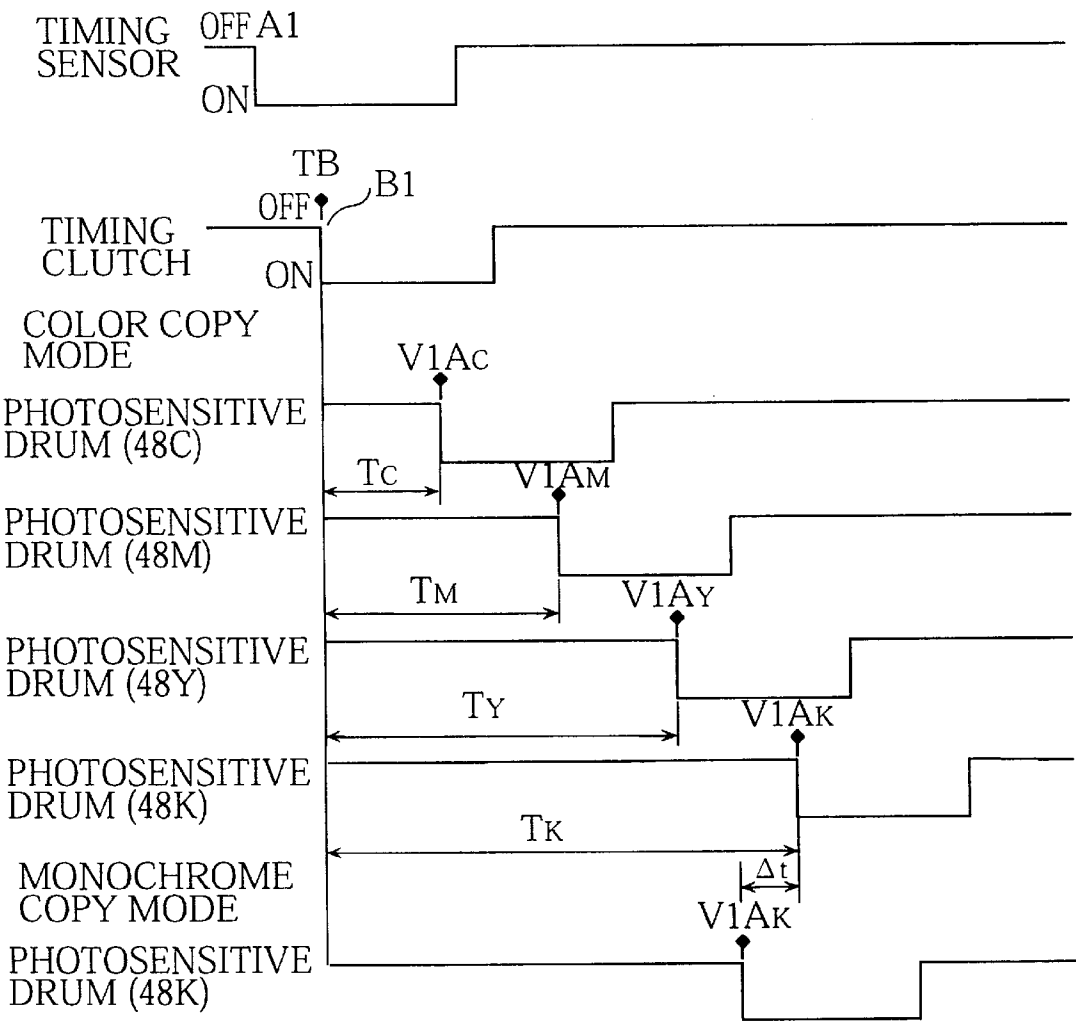 TIMING SENSOR
OFF A1
ON
TB
B1
OFF
TIMING CLUTCH
ON
COLOR COPY MODE
V1AC
PHOTOSENSITIVE DRUM (48C)
TC
V1AM
PHOTOSENSITIVE DRUM (48M)
TM
V1AY
PHOTOSENSITIVE DRUM (48Y)
TY
V1AK
PHOTOSENSITIVE DRUM (48K)
TK
Δt
MONOCHROME COPY MODE
V1AK
PHOTOSENSITIVE DRUM (48K)